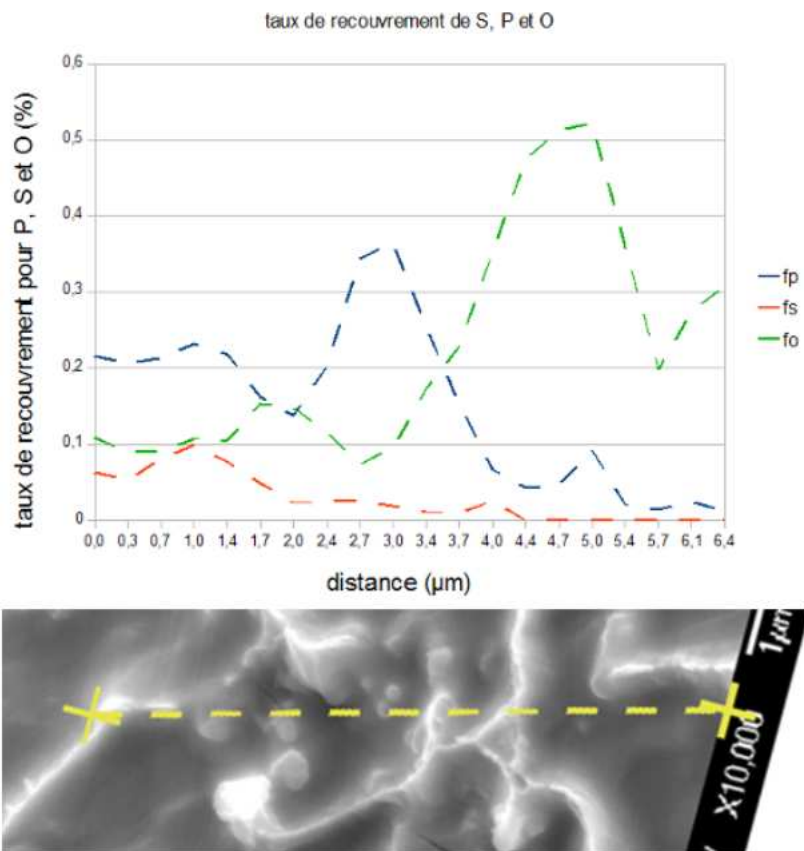 taux de recouvrement de S, P et O
taux de recouvrement pour P, S et O (%)
0,6
0,5
0,4
0,3
0,2
0,1
0
0,0 0,3 0,7 1,0 1,4 1,7 2,0 2,4 2,7 3,0 3,4 3,7 4,0 4,4 4,7 5,0 5,4 5,7 6,1 6,4
distance (µm)
fp
fs
fo
1µm
X10,000